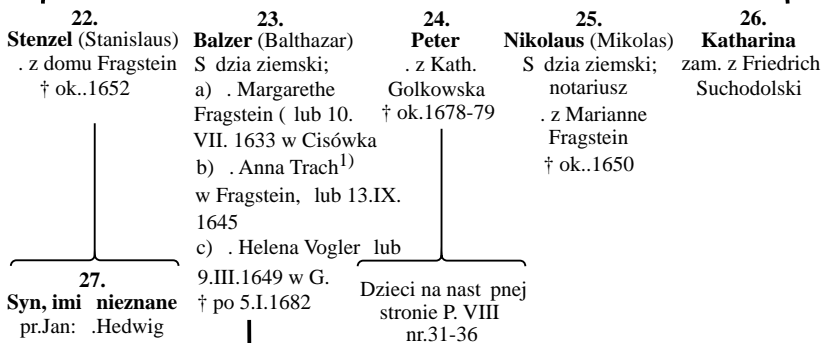 22.
Stenzel (Stanislaus)
. z domu Fragstein
† ok..1652
23.
Balzer (Balthazar)
S dzia ziemski;
a) . Margarethe
Fragstein ( lub 10.
VII. 1633 w Cisówka
b) . Anna Trach1)
w Fragstein, lub 13.IX.
1645
c) . Helena Vogler lub
9.III.1649 w G.
† po 5.I.1682
24.
Peter
. z Kath.
Golkowska
† ok.1678-79
25.
Nikolaus (Mikolas)
S dzia ziemski;
notariusz
. z Marianne
Fragstein
† ok..1650
26.
Katharina
zam. z Friedrich
Suchodolski
27.
Syn, imi nieznane
pr.Jan: .Hedwig
Dzieci na nast pnej
stronie P. VIII
nr.31-36